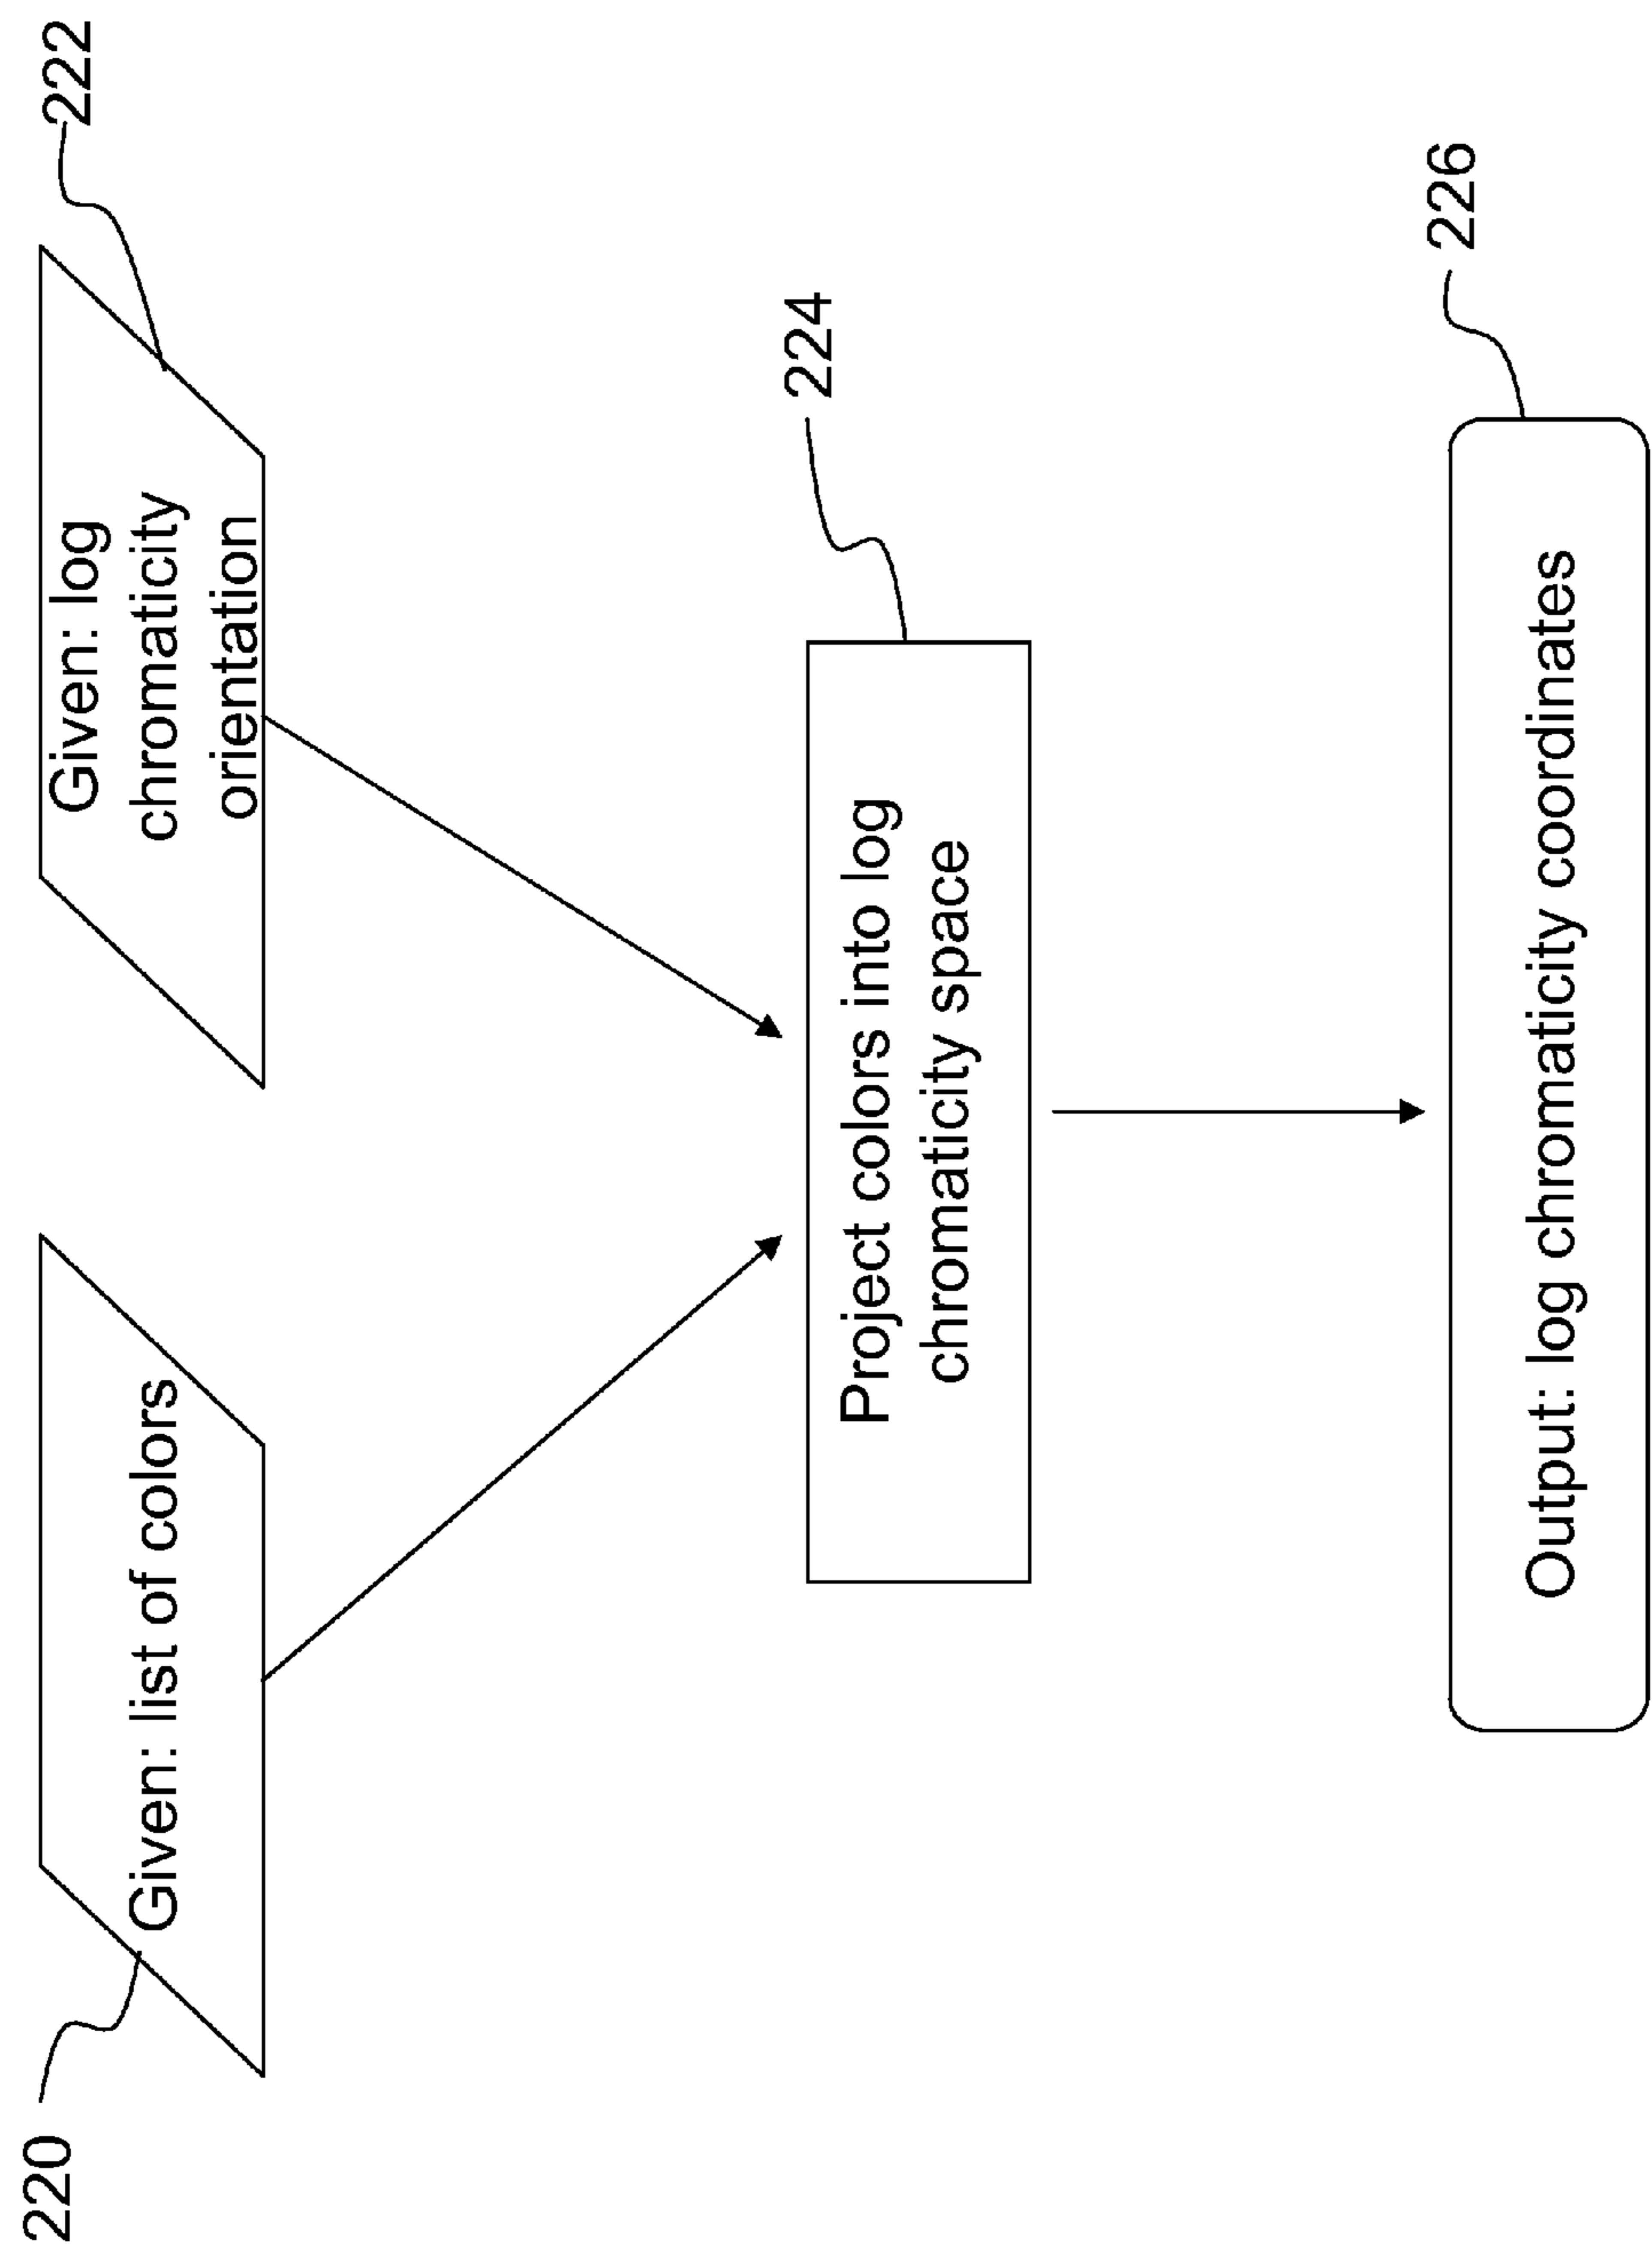 220
Given: list of colors
Given: log
chromaticity
orientation
222
Project colors into log
chromaticity space
224
Output: log chromaticity coordinates
226